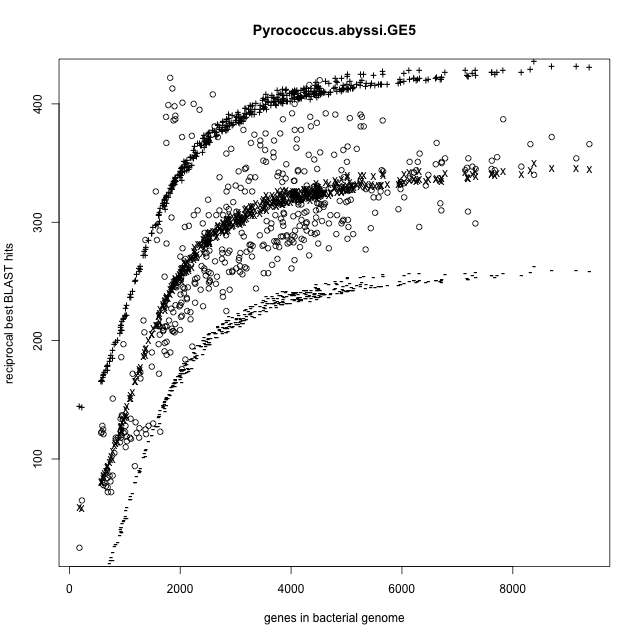 Pyrococcus.abyssi.GE5
400
300
200
100
reciprocal best BLAST hits
0 2000 4000 6000 8000
genes in bacterial genome